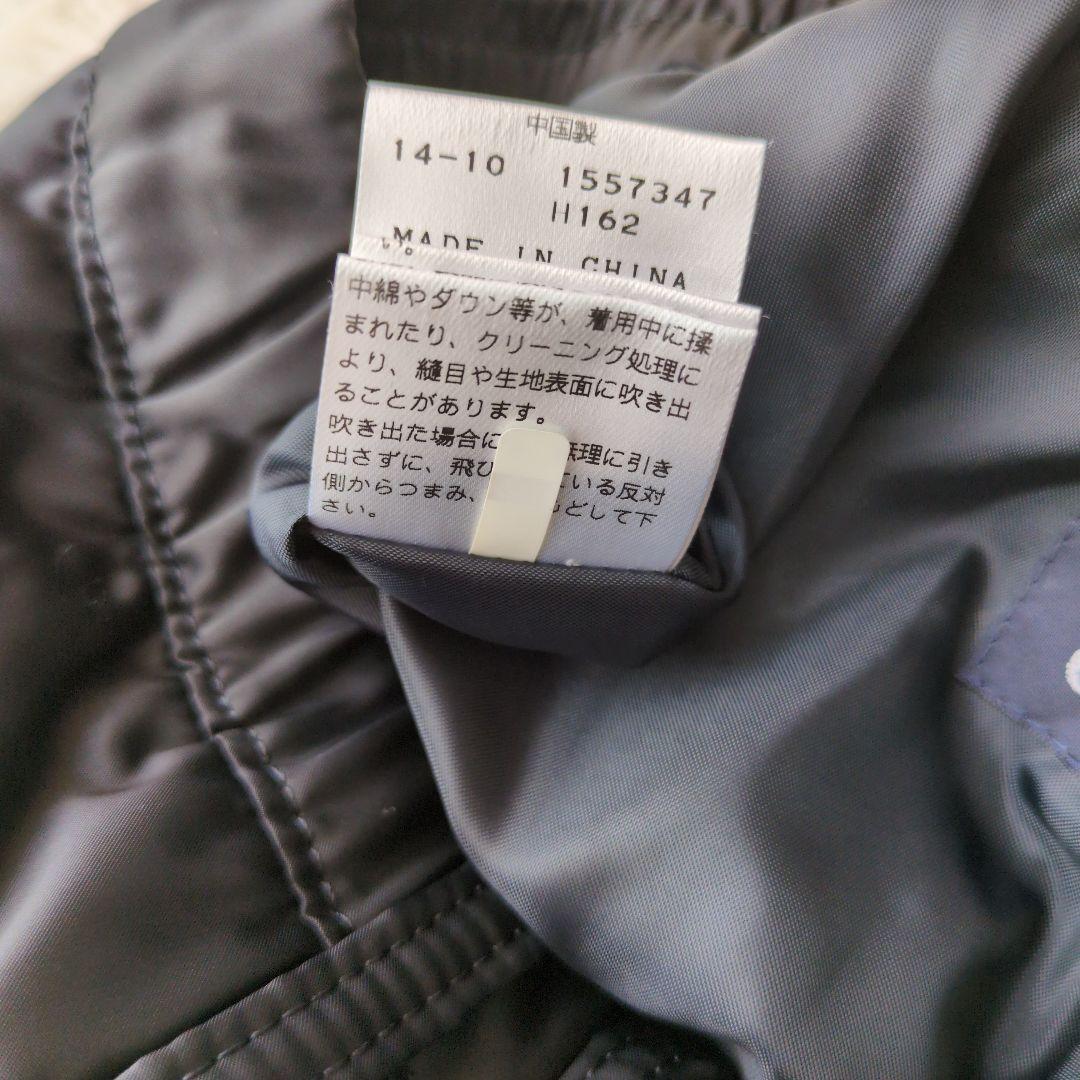 中国製
14-10 1557347
H162
MADE IN CHINA
中綿やダウン等が、着用中に揉
まれたり、クリーニング処理に
より、縫目や生地表面に吹き出
ることがあります。
吹き出た場合に 無理に引き
出さずに、飛び ている反対
側からつまみ、 もどして下
さい。